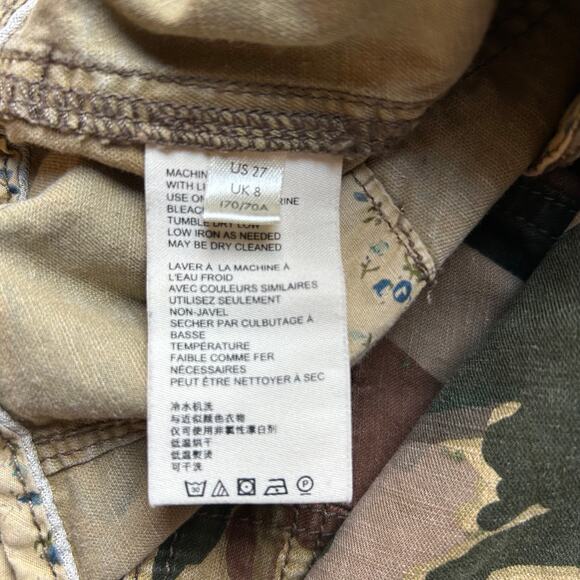 US 27
UK 8
170/70A
MACHIN
WITH
USE ON RINE
BLEAC
TUMBLE DRY LOW
LOW IRON AS NEEDED
MAY BE DRY CLEANED
LAVER À LA MACHINE À
L'EAU FROID
AVEC COULEURS SIMILAIRES
UTILISEZ SEULEMENT
NON-JAVEL
SECHER PAR CULBUTAGE À
BASSE
TEMPÉRATURE
FAIBLE COMME FER
NÉCESSAIRES
PEUT ÊTRE NETTOYER À SEC
冷水机洗
与近似颜色衣物
仅可使用非氯性漂白剂
低温烘干
低温熨烫
可干洗
30 P